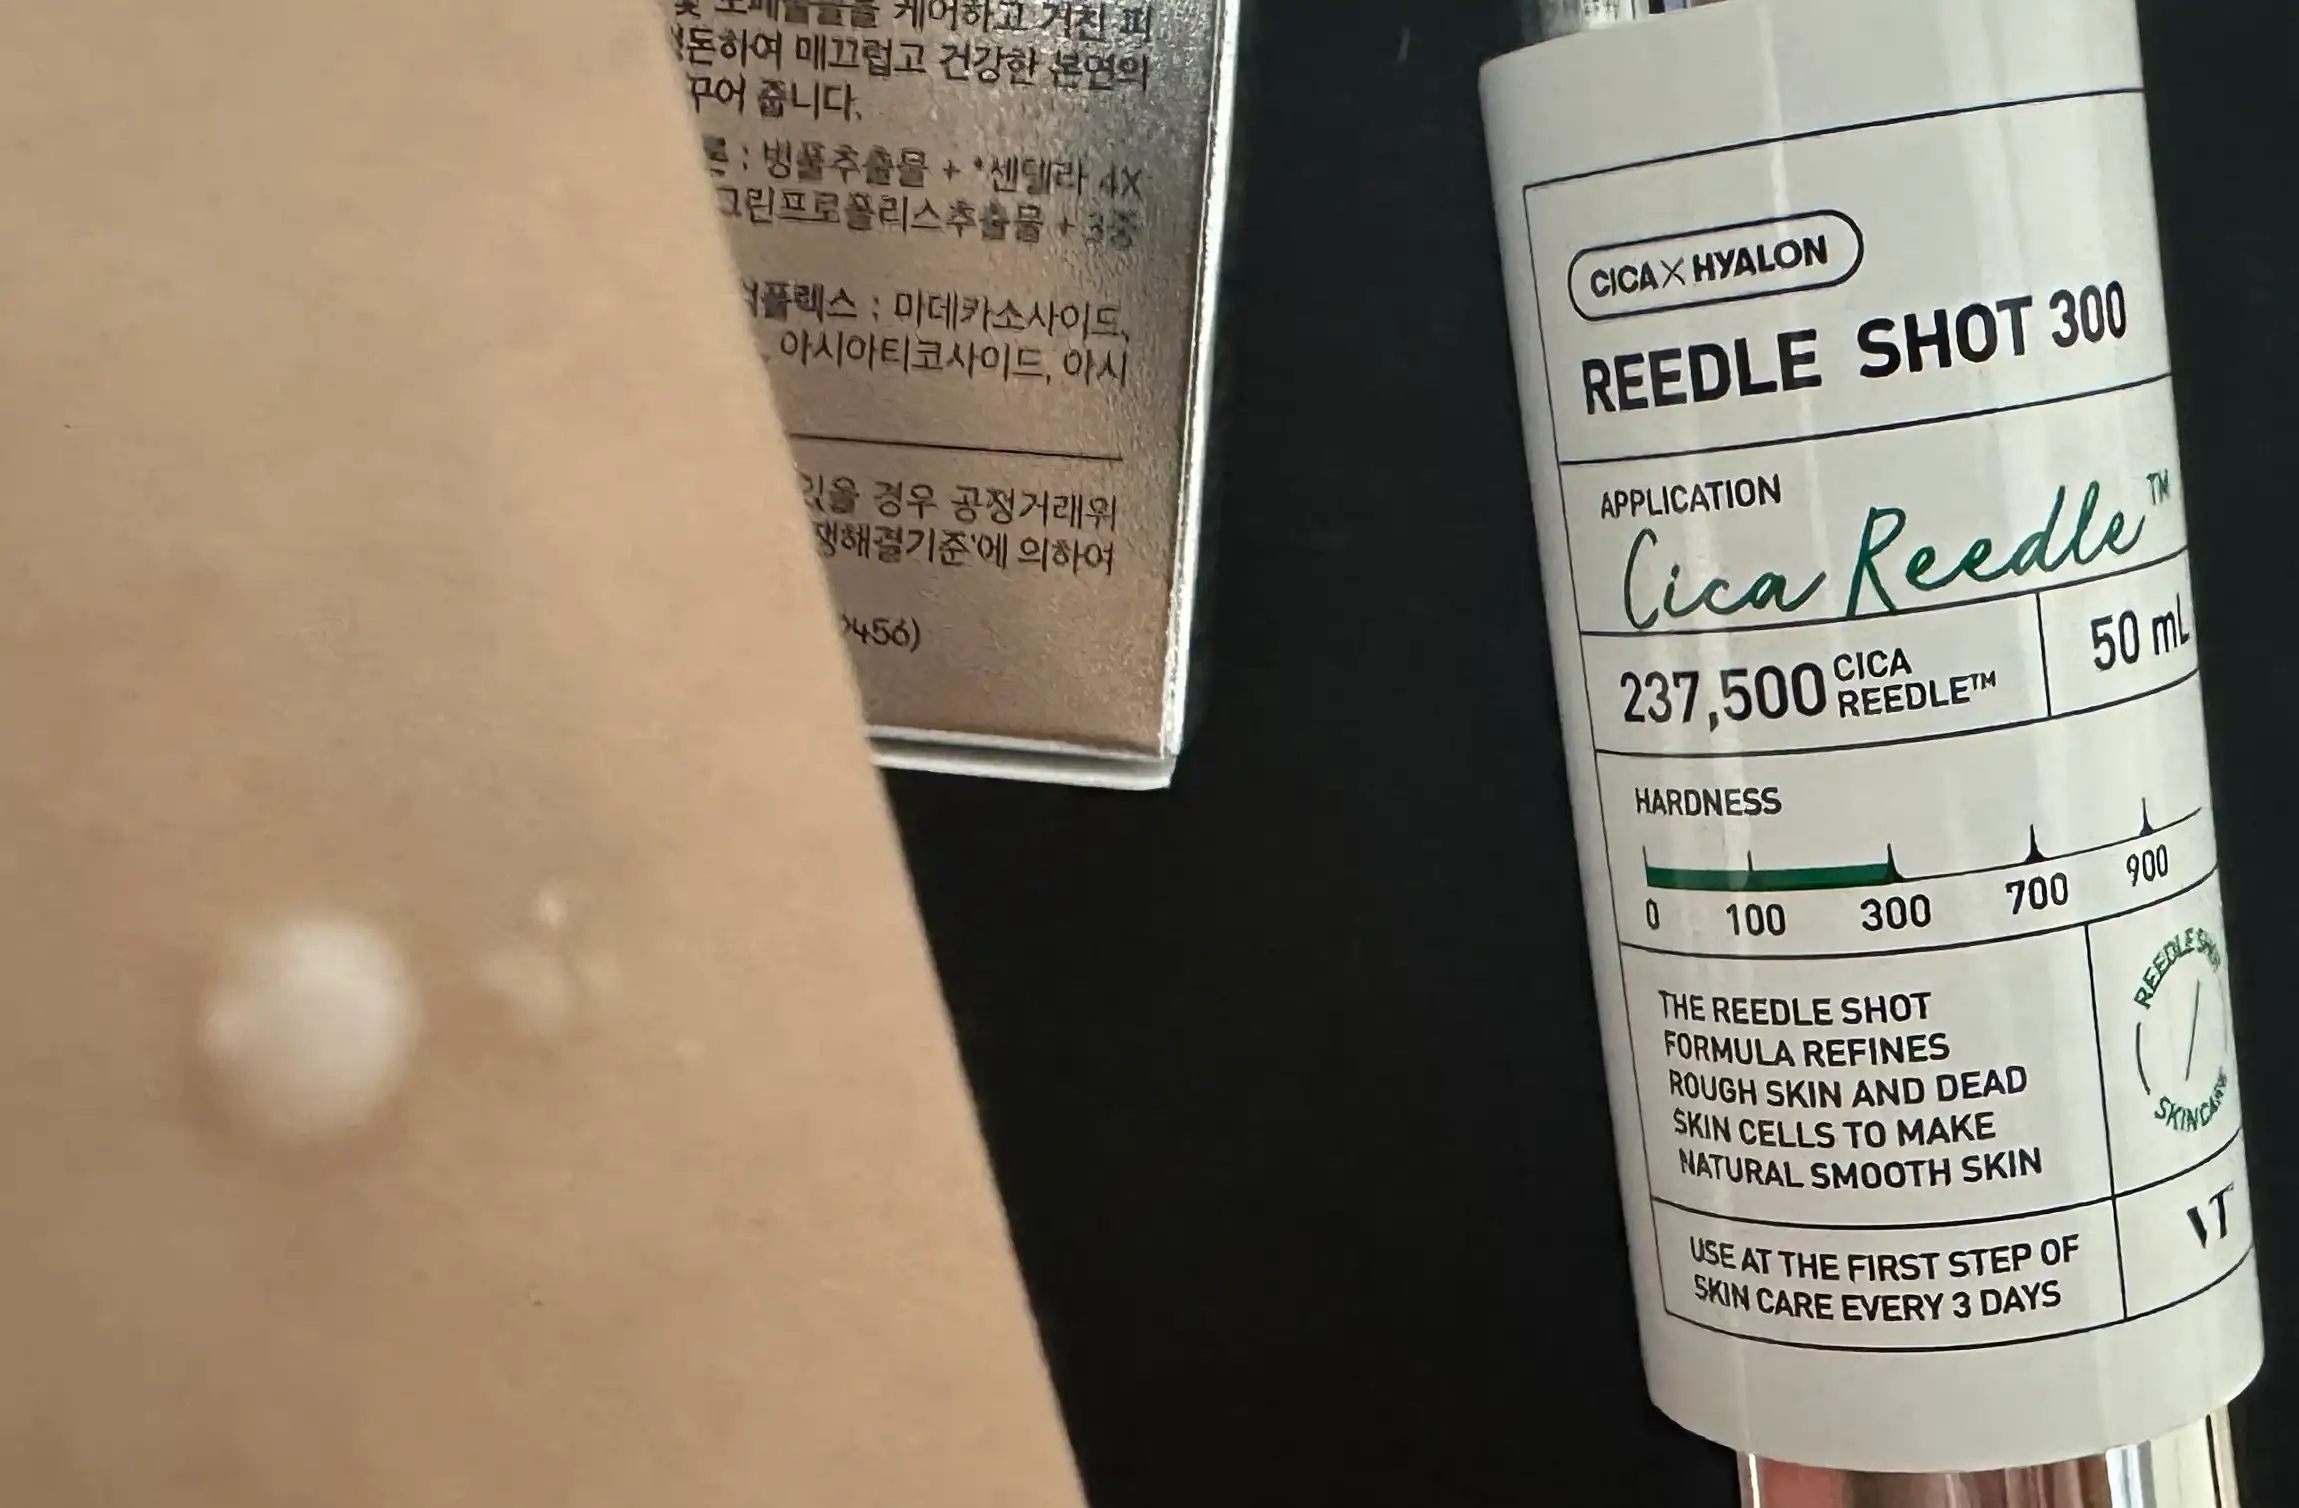 케어하고 거친 피
매끄럽고 건강한 본연의
줍니다.
: 병풀추출물 + *센텔라 4X
그린프로폴리스추출물 + 3종
: 마데카소사이드,
아시아티코사이드, 아시
있을 경우 공정거래위
의하여
CICA X HYALON
REEDLE SHOT 300
APPLICATION
Cica Reedle™
237,500 CICA REEDLE™
50 mL
HARDNESS
0 100 300 700 900
THE REEDLE SHOT
FORMULA REFINES
ROUGH SKIN AND DEAD
SKIN CELLS TO MAKE
NATURAL SMOOTH SKIN
REEDLE SHOT
SKINCARE
USE AT THE FIRST STEP OF
SKIN CARE EVERY 3 DAYS
VT